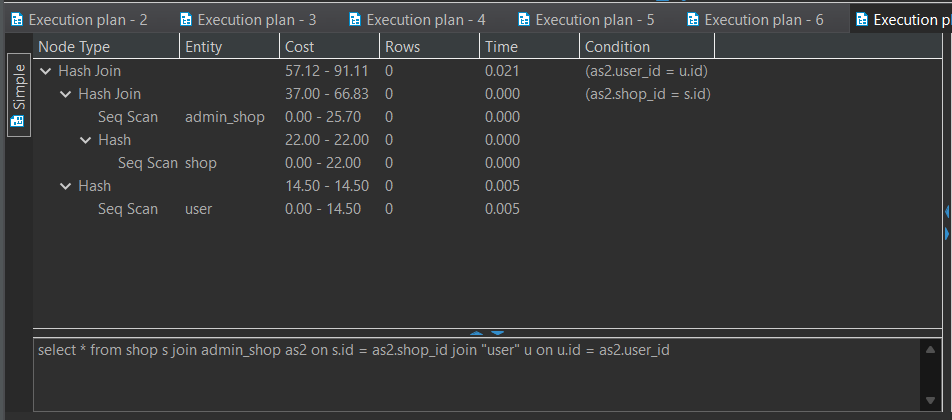 Execution plan - 2 Execution plan - 3 Execution plan - 4 Execution plan - 5 Execution plan - 6 Execution pl
Simple
Node Type Entity Cost Rows Time Condition
Hash Join 57.12 - 91.11 0 0.021 (as2.user_id = u.id)
Hash Join 37.00 - 66.83 0 0.000 (as2.shop_id = s.id)
Seq Scan admin_shop 0.00 - 25.70 0 0.000
Hash 22.00 - 22.00 0 0.000
Seq Scan shop 0.00 - 22.00 0 0.000
Hash 14.50 - 14.50 0 0.005
Seq Scan user 0.00 - 14.50 0 0.005
select * from shop s join admin_shop as2 on s.id = as2.shop_id join "user" u on u.id = as2.user_id